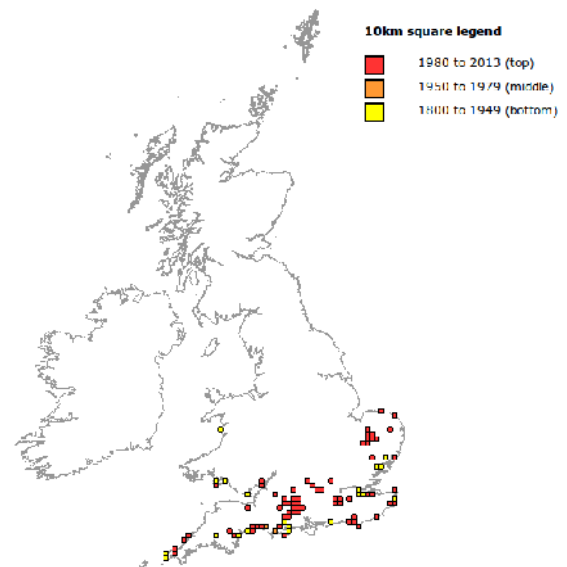 10km square legend
1980 to 2013 (top)
1950 to 1979 (middle)
1800 to 1949 (bottom)